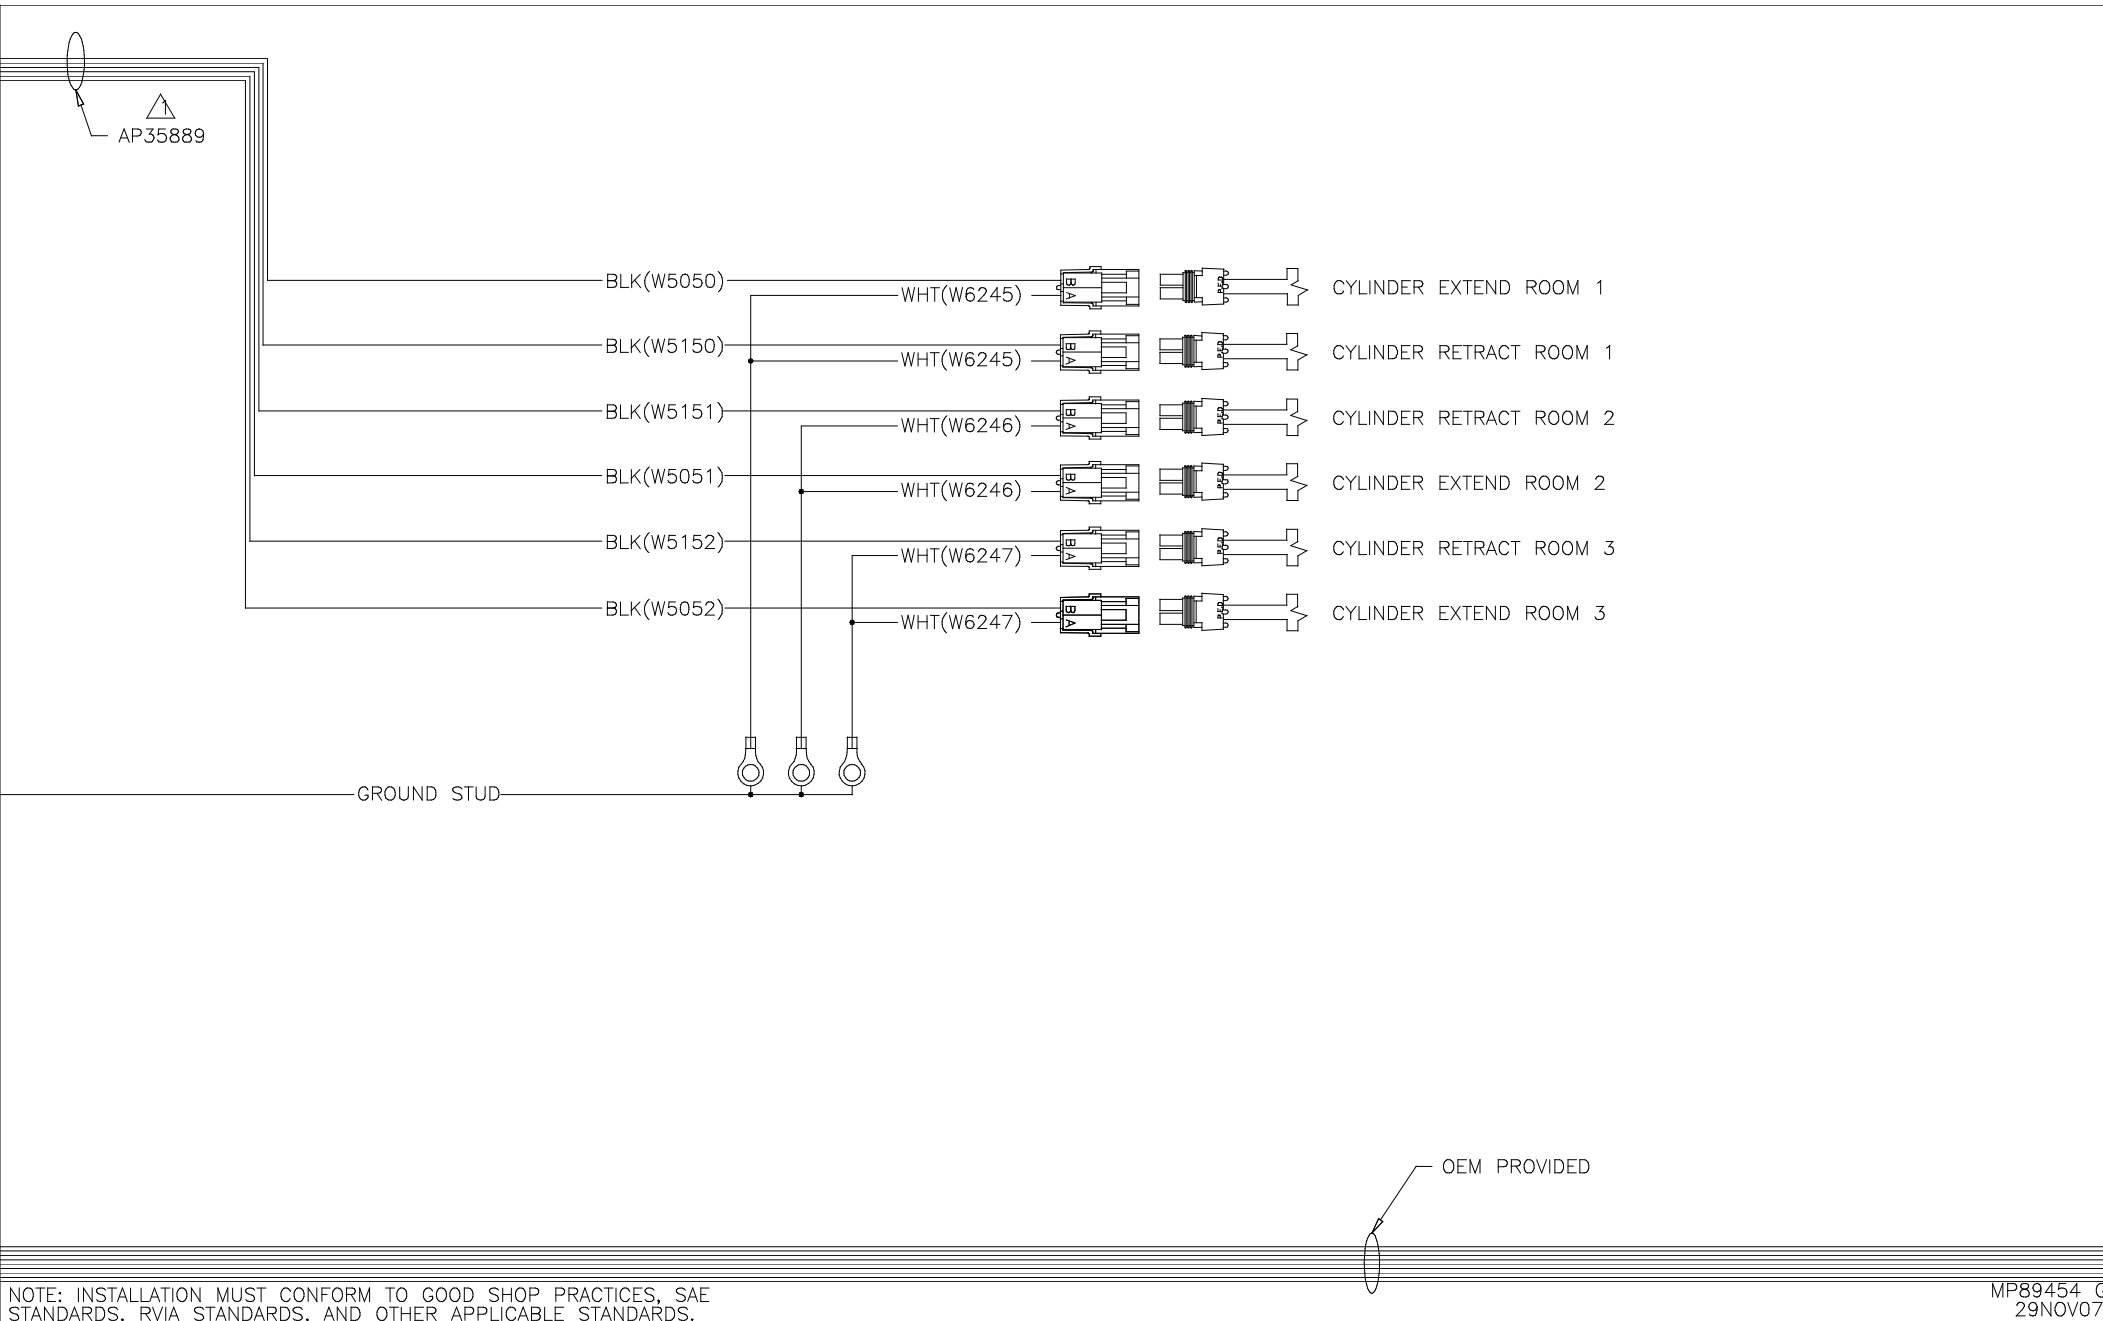 1
AP35889
BLK(W5050)
WHT(W6245)
B
A
CYLINDER EXTEND ROOM 1
BLK(W5150)
WHT(W6245)
B
A
CYLINDER RETRACT ROOM 1
BLK(W5151)
WHT(W6246)
B
A
CYLINDER RETRACT ROOM 2
BLK(W5051)
WHT(W6246)
B
A
CYLINDER EXTEND ROOM 2
BLK(W5152)
WHT(W6247)
B
A
CYLINDER RETRACT ROOM 3
BLK(W5052)
WHT(W6247)
B
A
CYLINDER EXTEND ROOM 3
GROUND STUD
OEM PROVIDED
NOTE: INSTALLATION MUST CONFORM TO GOOD SHOP PRACTICES, SAE
STANDARDS, RVIA STANDARDS, AND OTHER APPLICABLE STANDARDS.
MP89454
29NOV07